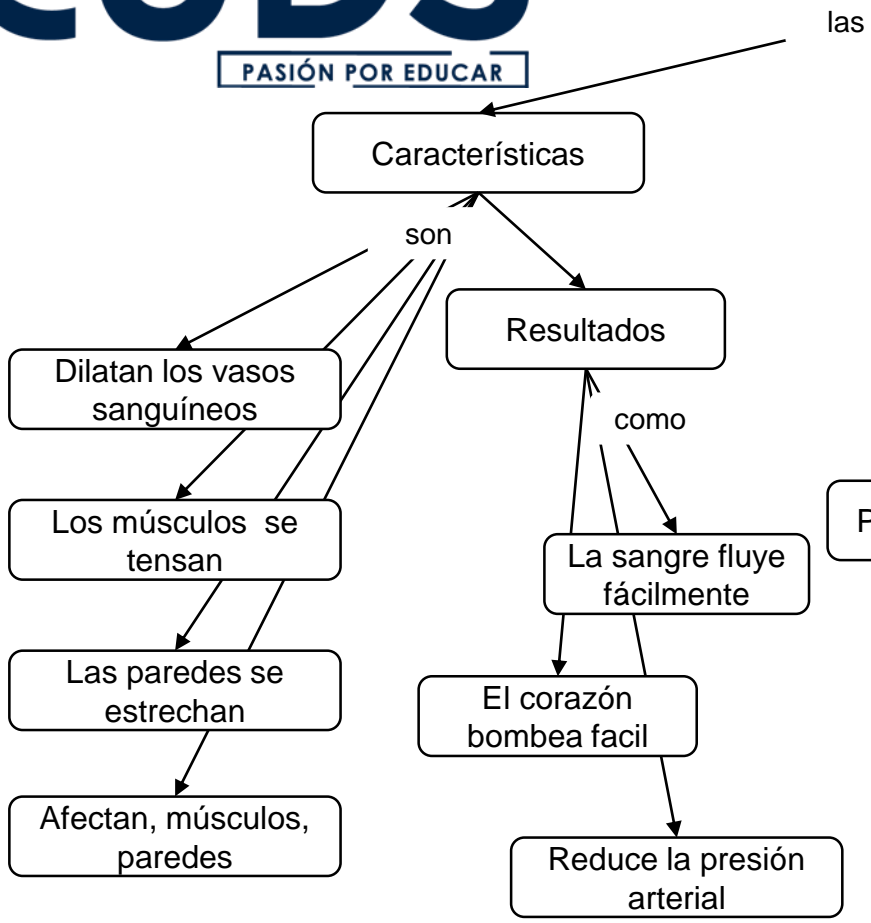 PASIÓN POR EDUCAR
las
Características
son
Resultados
Dilatan los vasos
sanguíneos
como
Los músculos se
tensan
P
La sangre fluye
fácilmente
Las paredes se
estrechan
El corazón
bombea facil
Afectan, músculos,
paredes
Reduce la presión
arterial